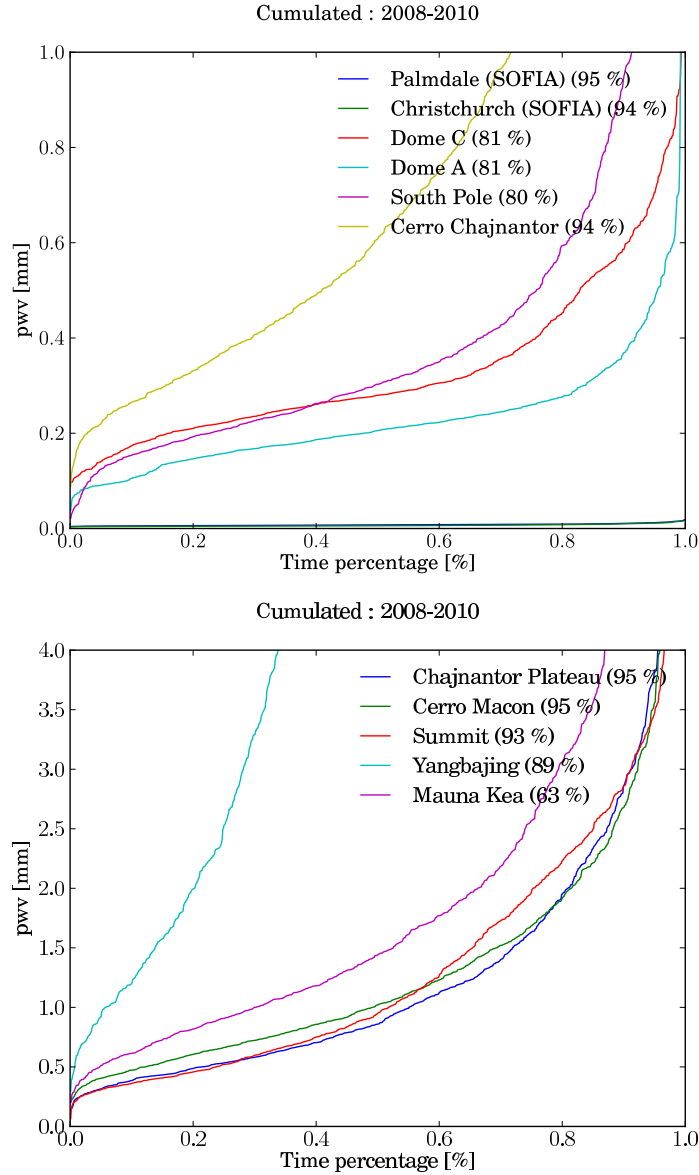 Cumulated : 2008-2010
1.0
0.8
0.6
0.4
0.2
0.0
pwv [mm]
Palmdale (SOFIA) (95 %)
Christchurch (SOFIA) (94 %)
Dome C (81 %)
Dome A (81 %)
South Pole (80 %)
Cerro Chajnantor (94 %)
0.0 0.2 0.4 0.6 0.8 1.0
Time percentage [%]
Cumulated : 2008-2010
4.0
3.5
3.0
2.5
2.0
1.5
1.0
0.5
0.0
pwv [mm]
Chajnantor Plateau (95 %)
Cerro Macon (95 %)
Summit (93 %)
Yangbajing (89 %)
Mauna Kea (63 %)
0.0 0.2 0.4 0.6 0.8 1.0
Time percentage [%]